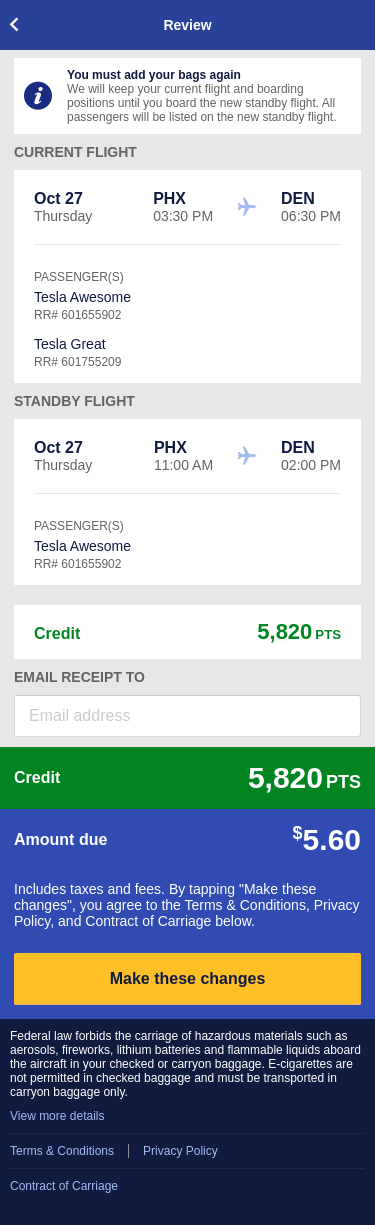 Review
You must add your bags again
We will keep your current flight and boarding
positions until you board the new standby flight. All
passengers will be listed on the new standby flight.
CURRENT FLIGHT
Oct 27 PHX DEN
Thursday 03:30 PM 06:30 PM
PASSENGER(S)
Tesla Awesome
RR# 601655902
Tesla Great
RR# 601755209
STANDBY FLIGHT
Oct 27 PHX DEN
Thursday 11:00 AM 02:00 PM
PASSENGER(S)
Tesla Awesome
RR# 601655902
Credit 5,820 PTS
EMAIL RECEIPT TO
Email address
Credit 5,820 PTS
Amount due $5.60
Includes taxes and fees. By tapping "Make these
changes", you agree to the Terms & Conditions, Privacy
Policy, and Contract of Carriage below.
Make these changes
Federal law forbids the carriage of hazardous materials such as
aerosols, fireworks, lithium batteries and flammable liquids aboard
the aircraft in your checked or carryon baggage. E-cigarettes are
not permitted in checked baggage and must be transported in
carryon baggage only.
View more details
Terms & Conditions Privacy Policy
Contract of Carriage